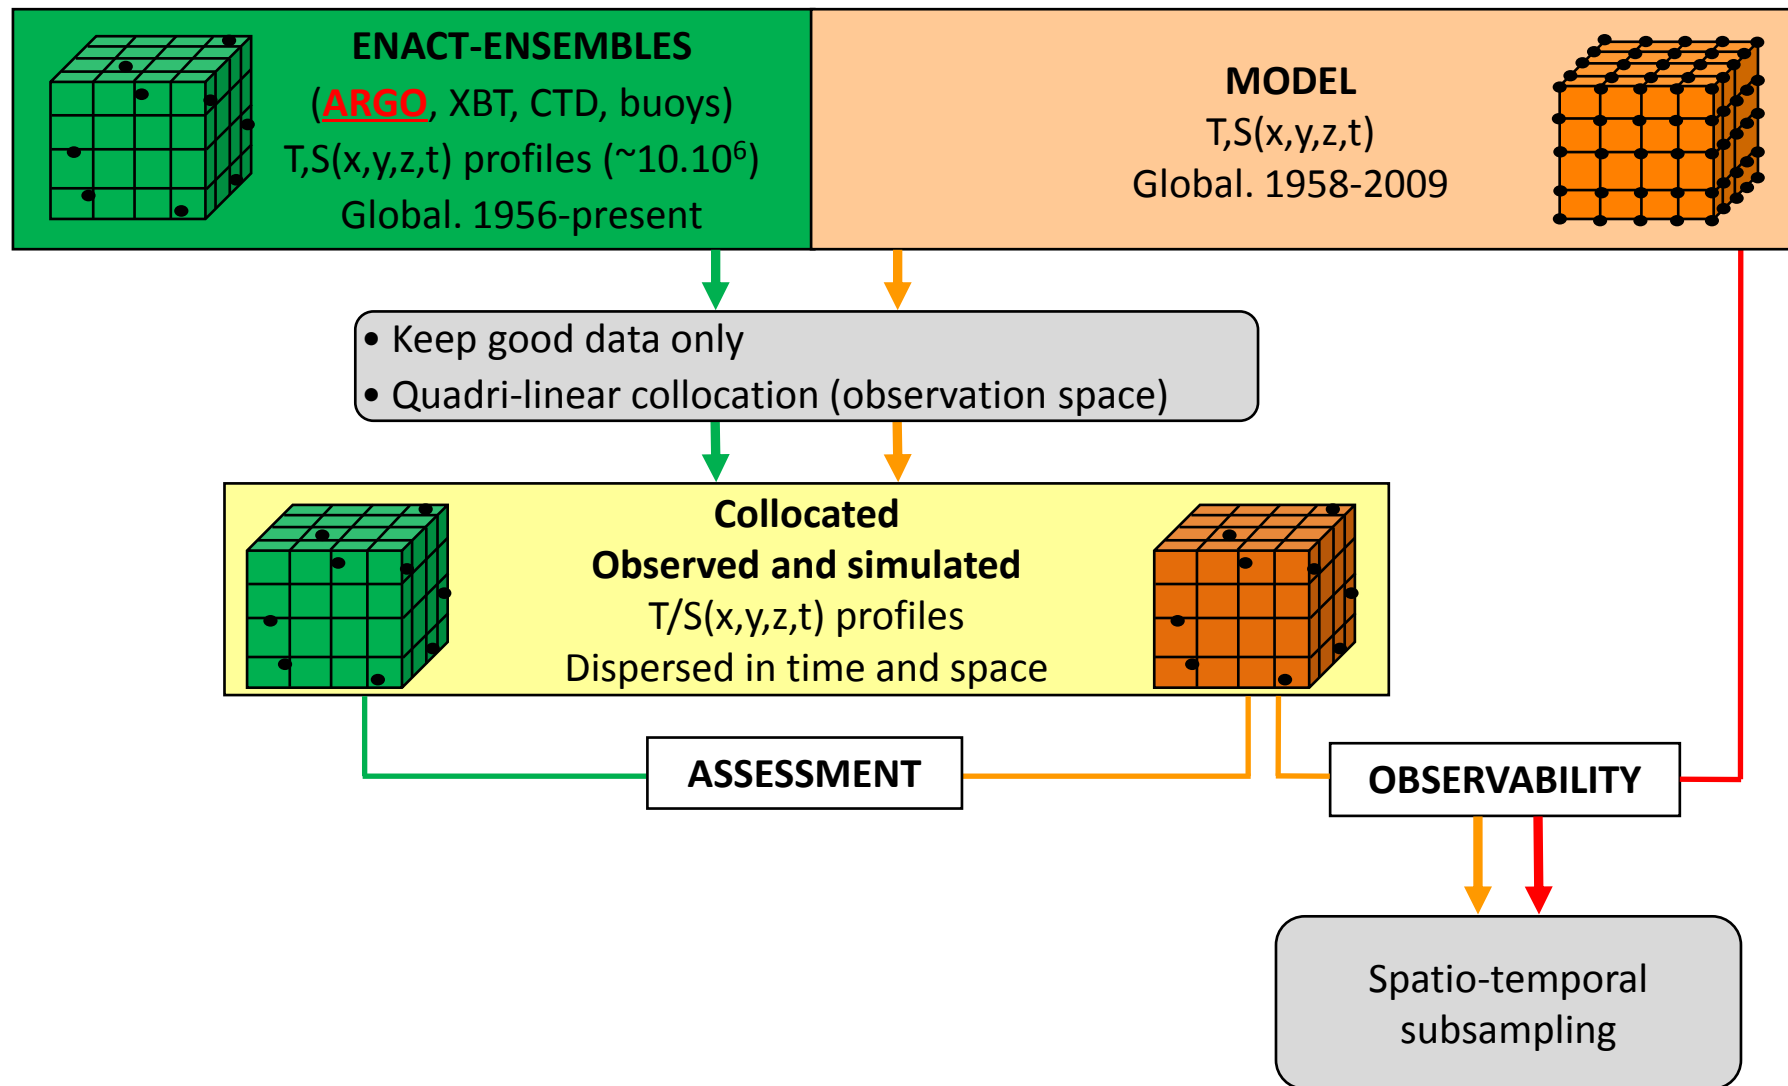 ENACT-ENSEMBLES
(ARGO, XBT, CTD, buoys)
T,S(x,y,z,t) profiles (~10.10⁶)
Global. 1956-present
MODEL
T,S(x,y,z,t)
Global. 1958-2009
• Keep good data only
• Quadri-linear collocation (observation space)
Collocated
Observed and simulated
T/S(x,y,z,t) profiles
Dispersed in time and space
ASSESSMENT
OBSERVABILITY
Spatio-temporal
subsampling